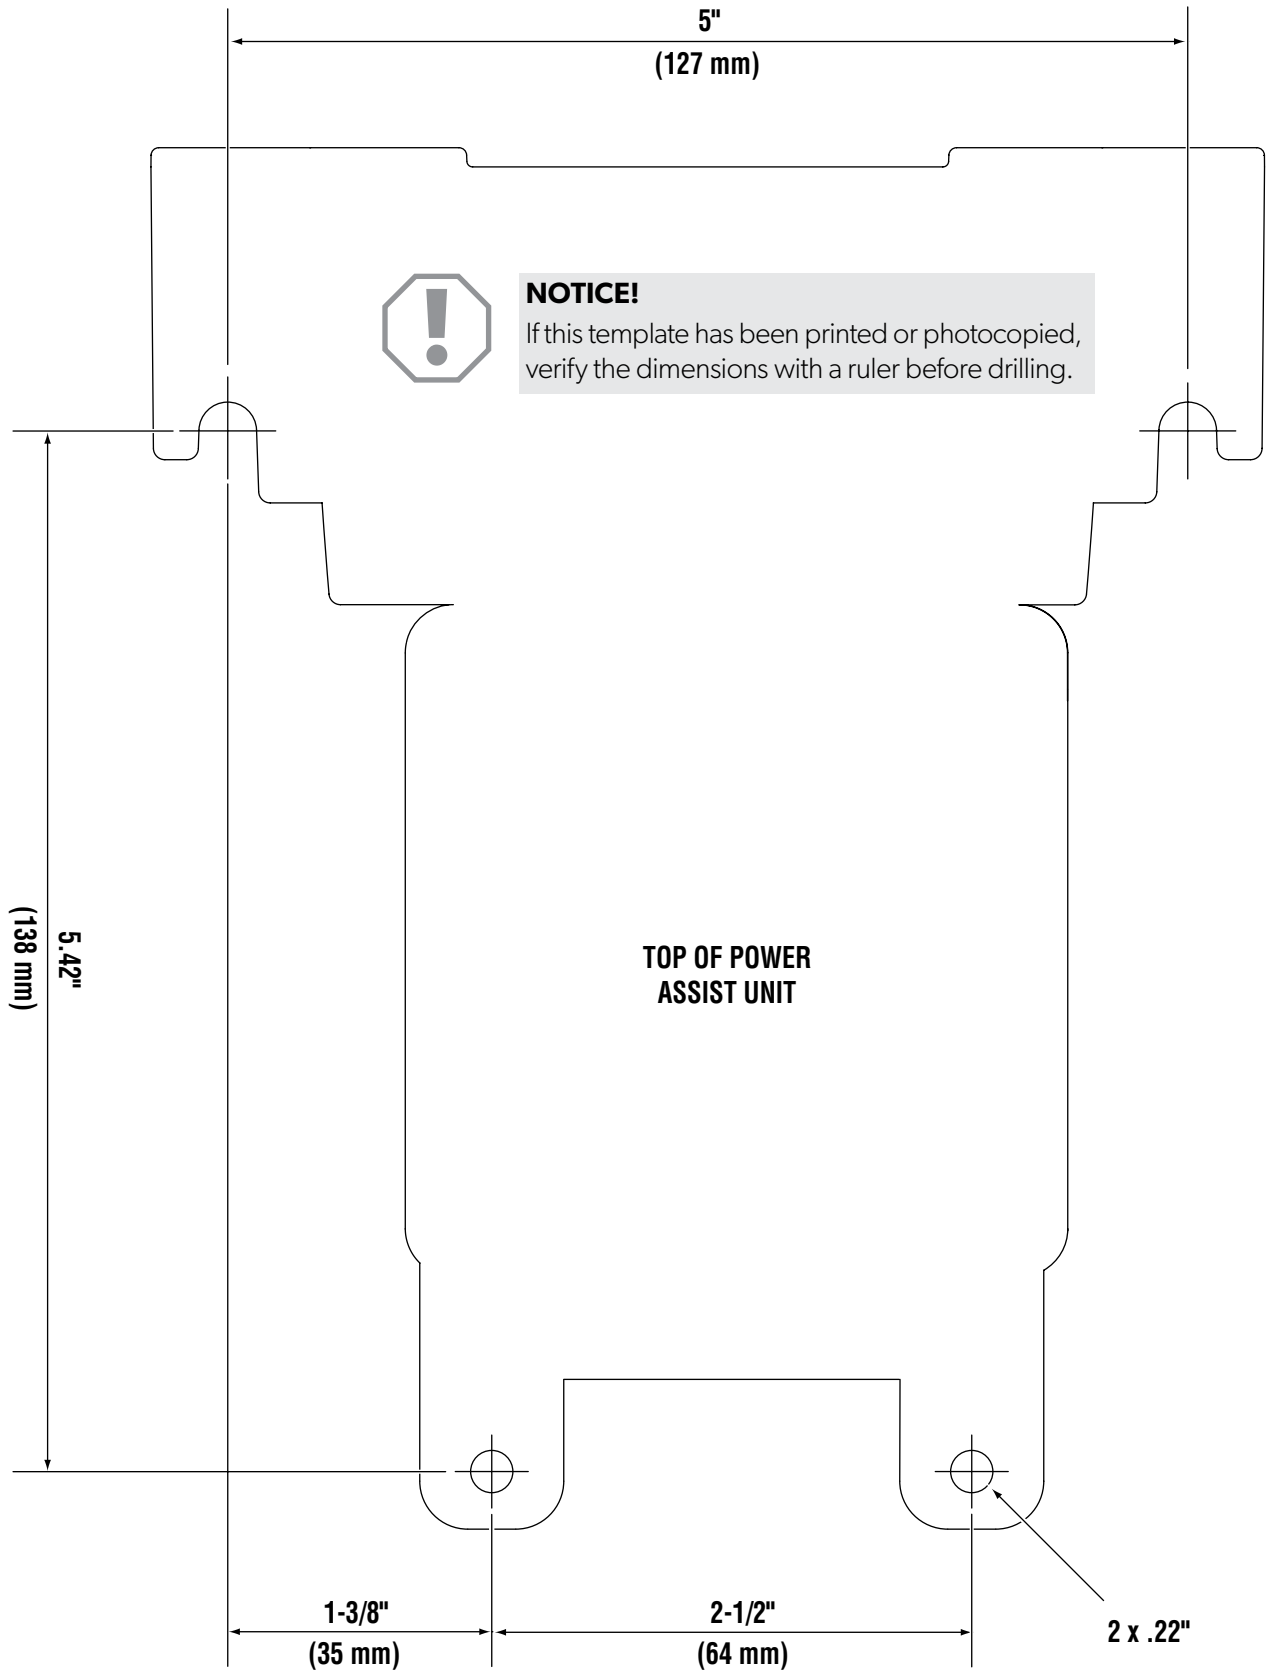 5"
(127 mm)
NOTICE!
If this template has been printed or photocopied,
verify the dimensions with a ruler before drilling.
5.42"
(138 mm)
TOP OF POWER
ASSIST UNIT
1-3/8"
(35 mm)
2-1/2"
(64 mm)
2 x .22"